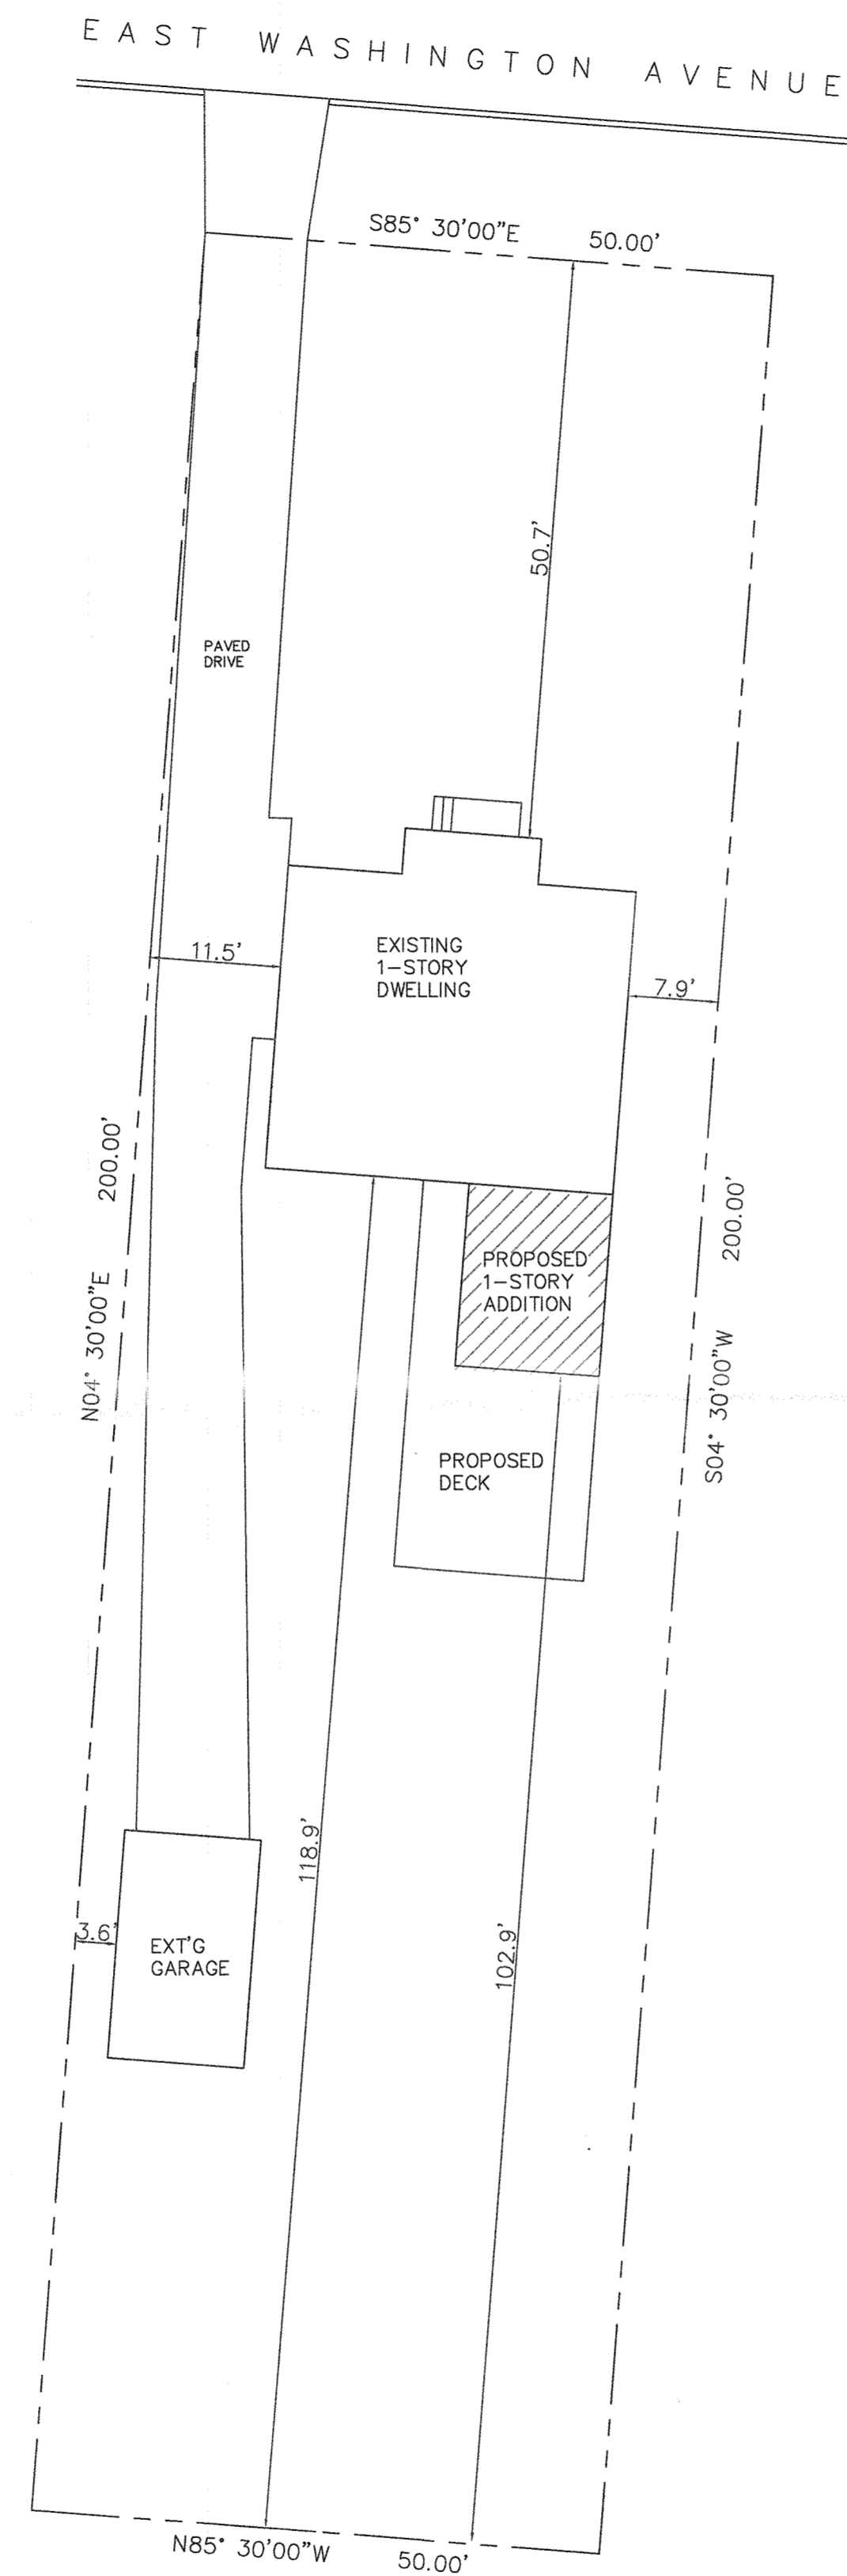 EAST WASHINGTON AVENUE
S85° 30'00"E 50.00'
50.7'
PAVED
DRIVE
EXISTING
1-STORY
DWELLING
11.5'
7.9'
N04° 30'00"E 200.00'
S04° 30'00"W 200.00'
PROPOSED
1-STORY
ADDITION
PROPOSED
DECK
118.9'
102.9'
3.6'
EXT'G
GARAGE
N85° 30'00"W 50.00'